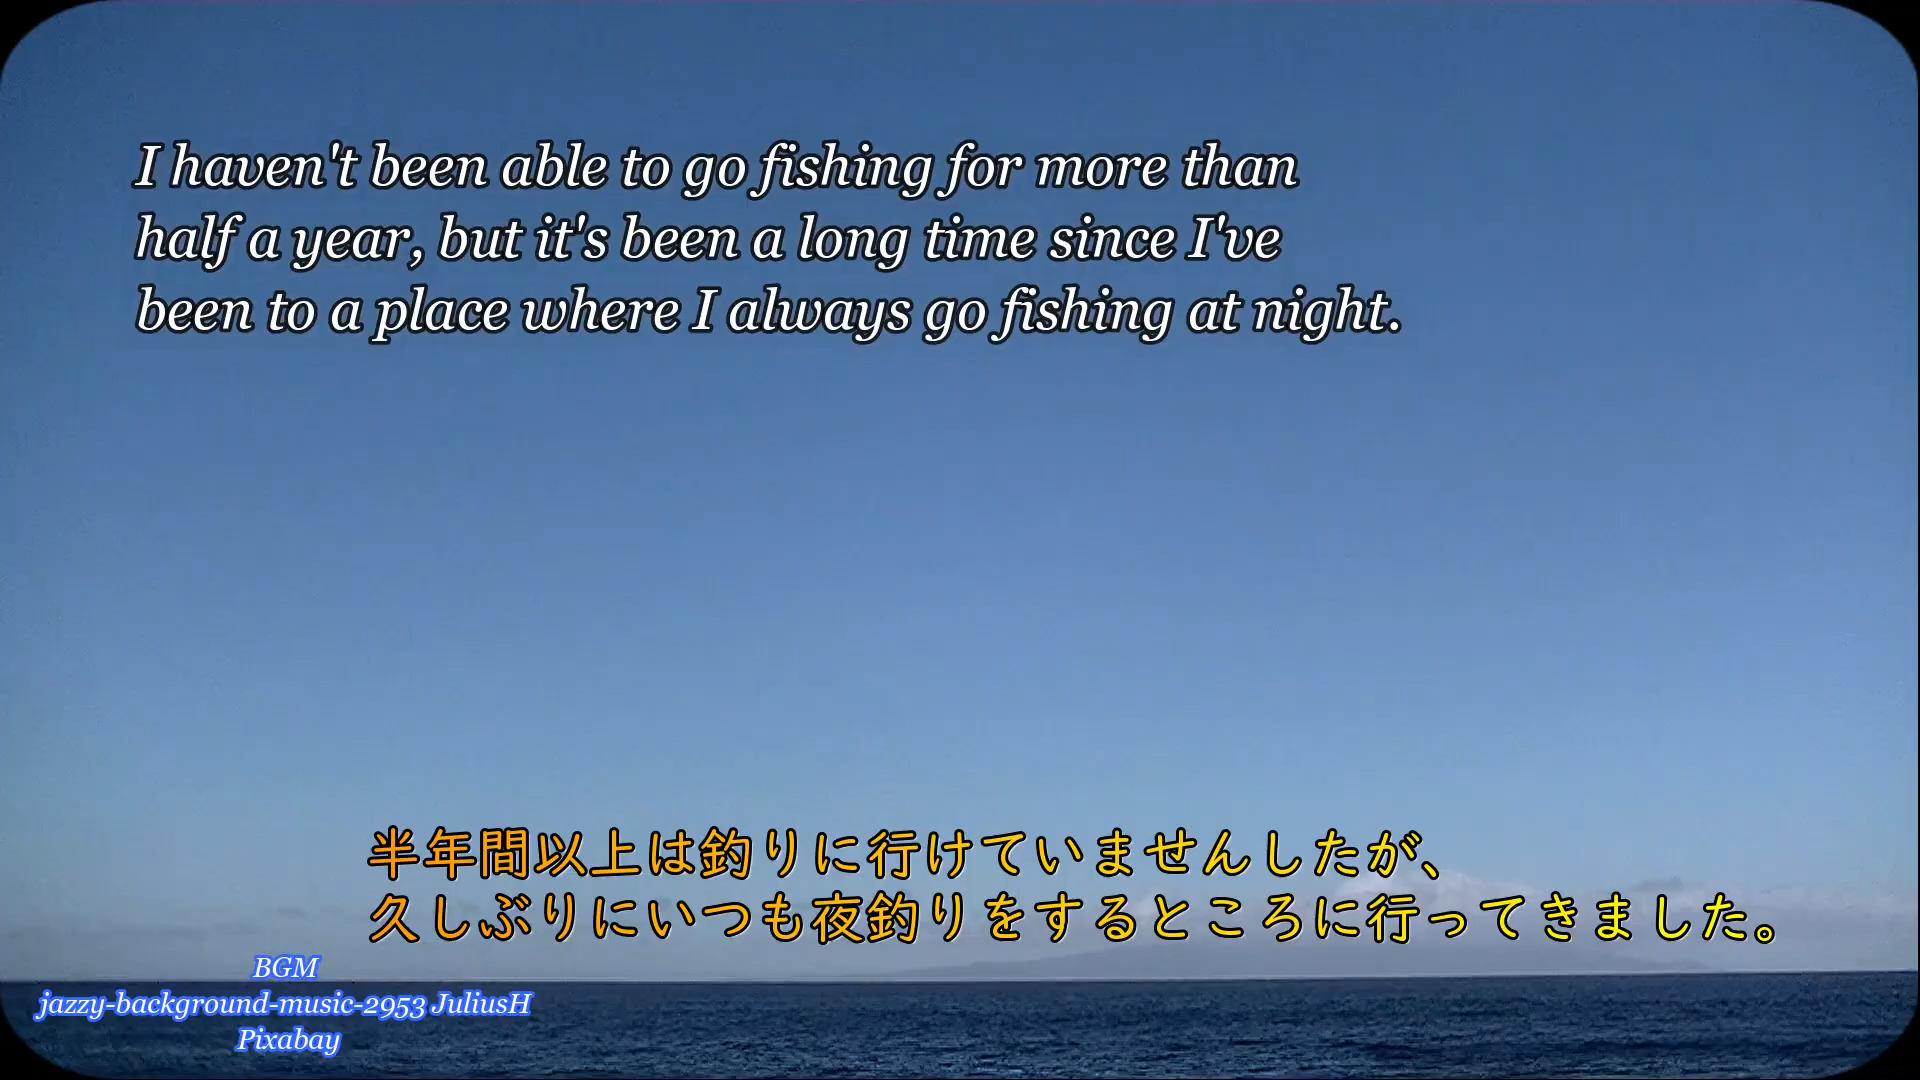 I haven't been able to go fishing for more than
half a year, but it's been a long time since I've
been to a place where I always go fishing at night.
半年間以上は釣りに行けていませんでしたが、
久しぶりにいつも夜釣りをするところに行ってきました。
BGM
jazzy-background-music-2953 JuliusH
Pixabay